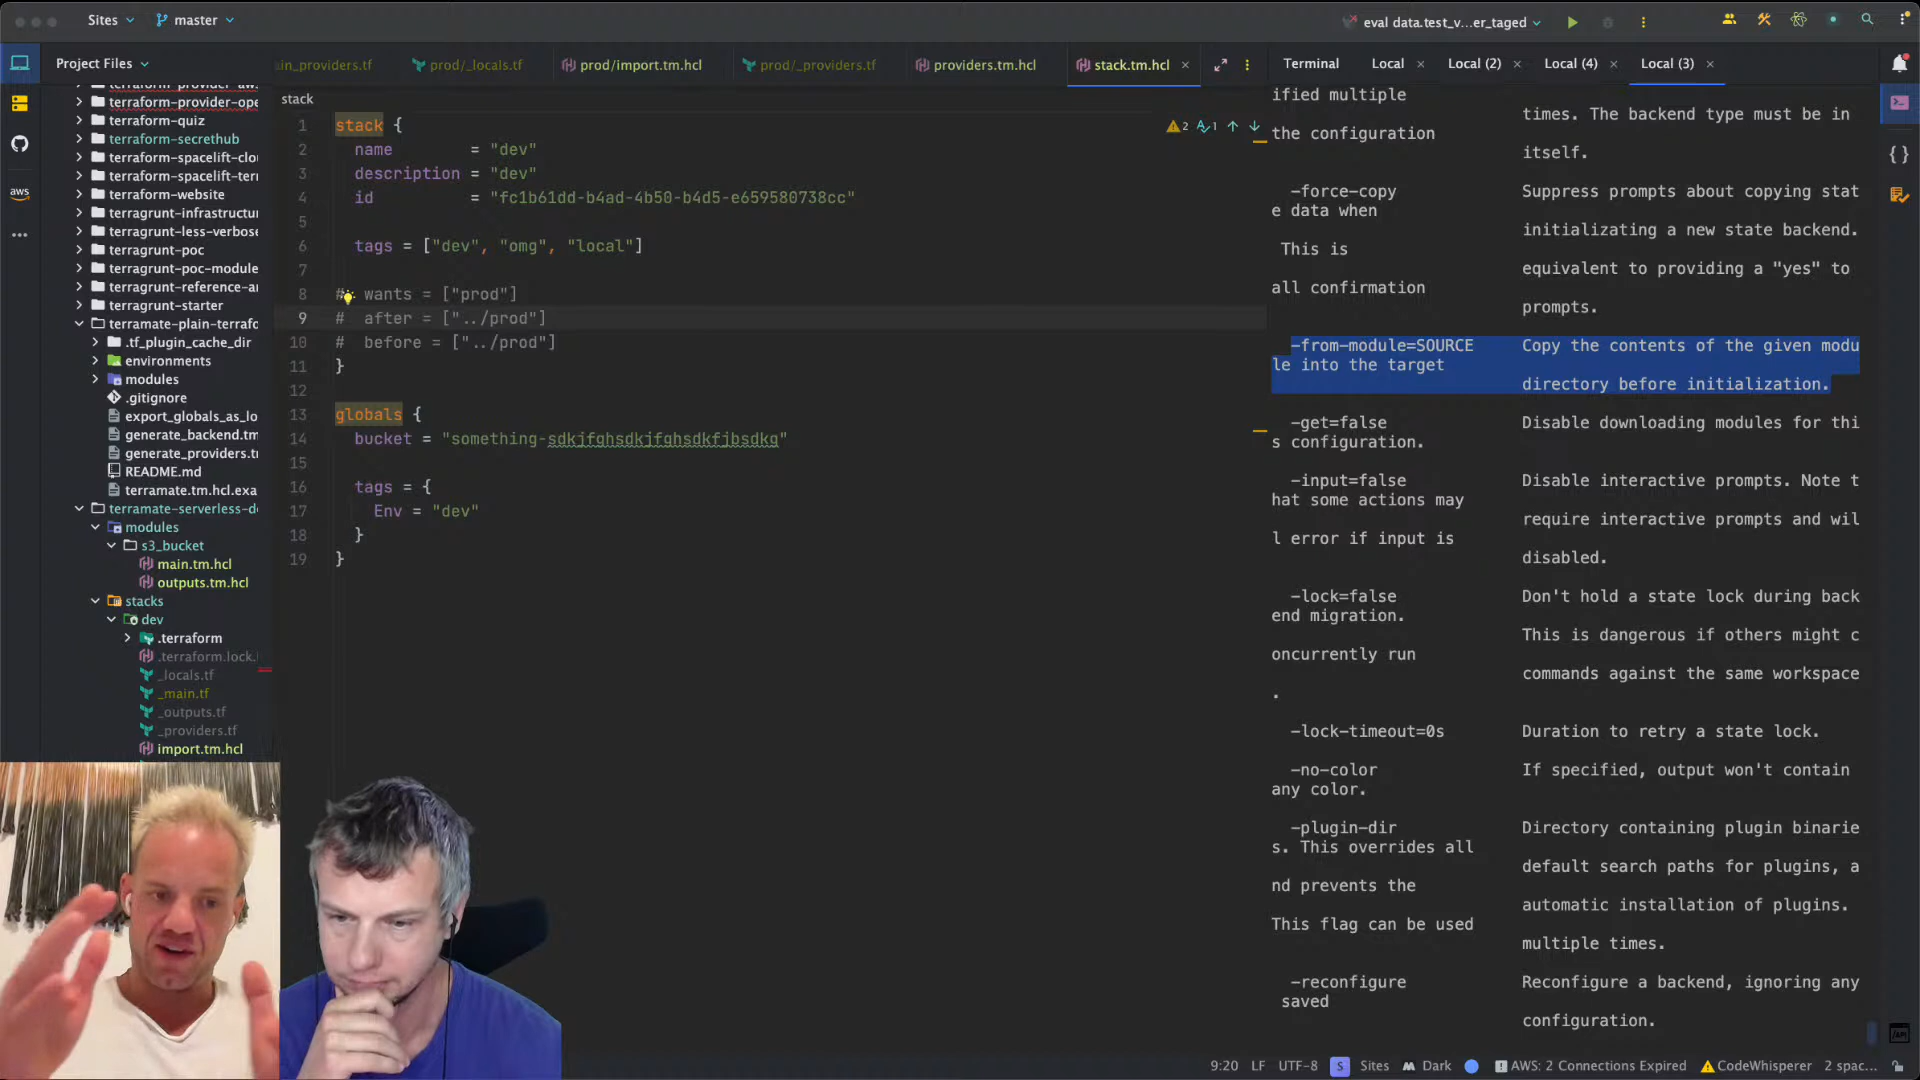 Sites
master
eval data.test_v...er_taged
Project Files
ain_providers.tf
prod/_locals.tf
prod/import.tm.hcl
prod/_providers.tf
providers.tm.hcl
stack.tm.hcl
Terminal
Local
Local (2)
Local (4)
Local (3)
terraform-provider-aw
terraform-provider-ope
terraform-quiz
terraform-secrethub
terraform-spacelift-clo
terraform-spacelift-ter
terraform-website
terragrunt-infrastructur
terragrunt-less-verbose
terragrunt-poc
terragrunt-poc-module
terragrunt-reference-ar
terragrunt-starter
terramate-plain-terrafo
.tf_plugin_cache_dir
environments
modules
.gitignore
export_globals_as_lo
generate_backend.tm
generate_providers.t
README.md
terramate.tm.hcl.exa
terramate-serverless-d
modules
s3_bucket
main.tm.hcl
outputs.tm.hcl
stacks
dev
.terraform
.terraform.lock.
_locals.tf
_main.tf
_outputs.tf
_providers.tf
import.tm.hcl
aws
stack
1 stack {
2 name = "dev"
3 description = "dev"
4 id = "fc1b61dd-b4ad-4b50-b4d5-e659580738cc"
5
6 tags = ["dev", "omg", "local"]
7
8 # wants = ["prod"]
9 # after = ["../prod"]
10 # before = ["../prod"]
11 }
12
13 globals {
14 bucket = "something-sdkjfghsdkjfghsdkfjbsdkg"
15
16 tags = {
17 Env = "dev"
18 }
19 }
2 1
ified multiple
times. The backend type must be in
the configuration
itself.
-force-copy Suppress prompts about copying stat
e data when
initializating a new state backend.
This is
equivalent to providing a "yes" to
all confirmation
prompts.
-from-module=SOURCE Copy the contents of the given modu
le into the target
directory before initialization.
-get=false Disable downloading modules for thi
s configuration.
-input=false Disable interactive prompts. Note t
hat some actions may
require interactive prompts and wil
l error if input is
disabled.
-lock=false Don't hold a state lock during back
end migration.
This is dangerous if others might c
oncurrently run
commands against the same workspace
.
-lock-timeout=0s Duration to retry a state lock.
-no-color If specified, output won't contain
any color.
-plugin-dir Directory containing plugin binarie
s. This overrides all
default search paths for plugins, a
nd prevents the
automatic installation of plugins.
This flag can be used
multiple times.
-reconfigure Reconfigure a backend, ignoring any
saved
configuration.
9:20 LF UTF-8 S Sites Dark AWS: 2 Connections Expired CodeWhisperer 2 spac...